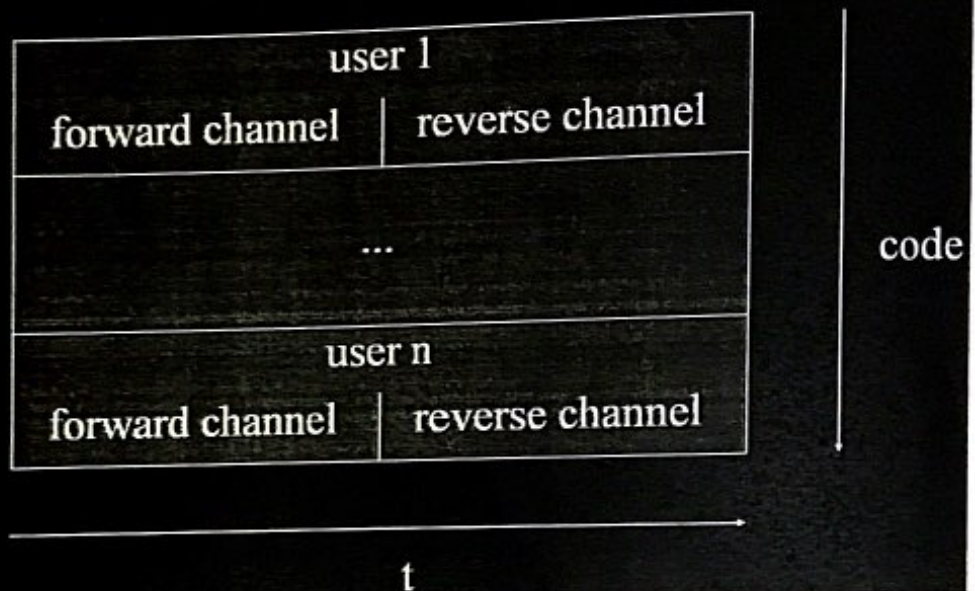 user 1
forward channel reverse channel
...
code
user n
forward channel reverse channel
t